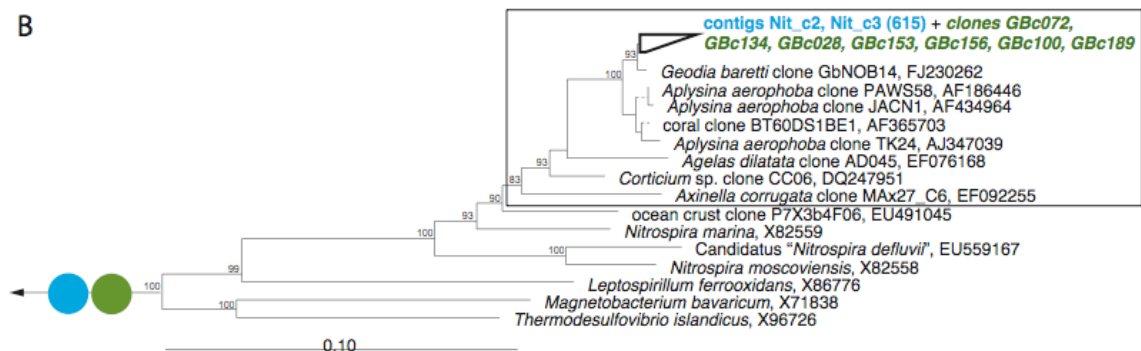 B
contigs Nit_c2, Nit_c3 (615) + clones GBc072,
GBc134, GBc028, GBc153, GBc156, GBc100, GBc189
93
100
Geodia baretti clone GbNOB14, FJ230262
Aplysina aerophoba clone PAWS58, AF186446
Aplysina aerophoba clone JACN1, AF434964
coral clone BT60DS1BE1, AF365703
Aplysina aerophoba clone TK24, AJ347039
93
Agelas dilatata clone AD045, EF076168
83
Corticium sp. clone CC06, DQ247951
90
Axinella corrugata clone MAx27_C6, EF092255
93
ocean crust clone P7X3b4F06, EU491045
100
Nitrospira marina, X82559
100
Candidatus “Nitrospira defluvii”, EU559167
99
Nitrospira moscoviensis, X82558
100
Leptospirillum ferrooxidans, X86776
100
Magnetobacterium bavaricum, X71838
Thermodesulfovibrio islandicus, X96726
0.10